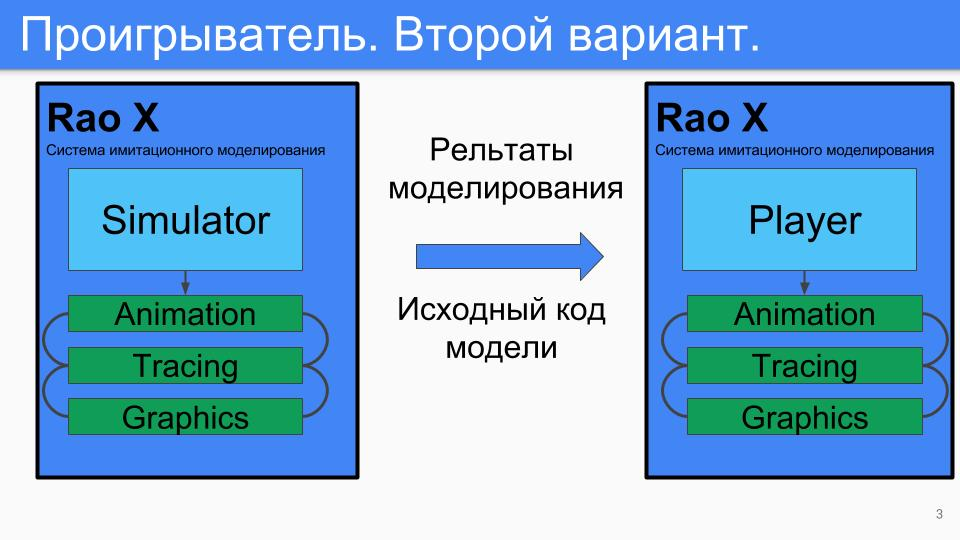 Проигрыватель. Второй вариант.
Rao X
Система имитационного моделирования
Simulator
Animation
Tracing
Graphics
Рельтаты
моделирования
Исходный код
модели
Rao X
Система имитационного моделирования
Player
Animation
Tracing
Graphics
3